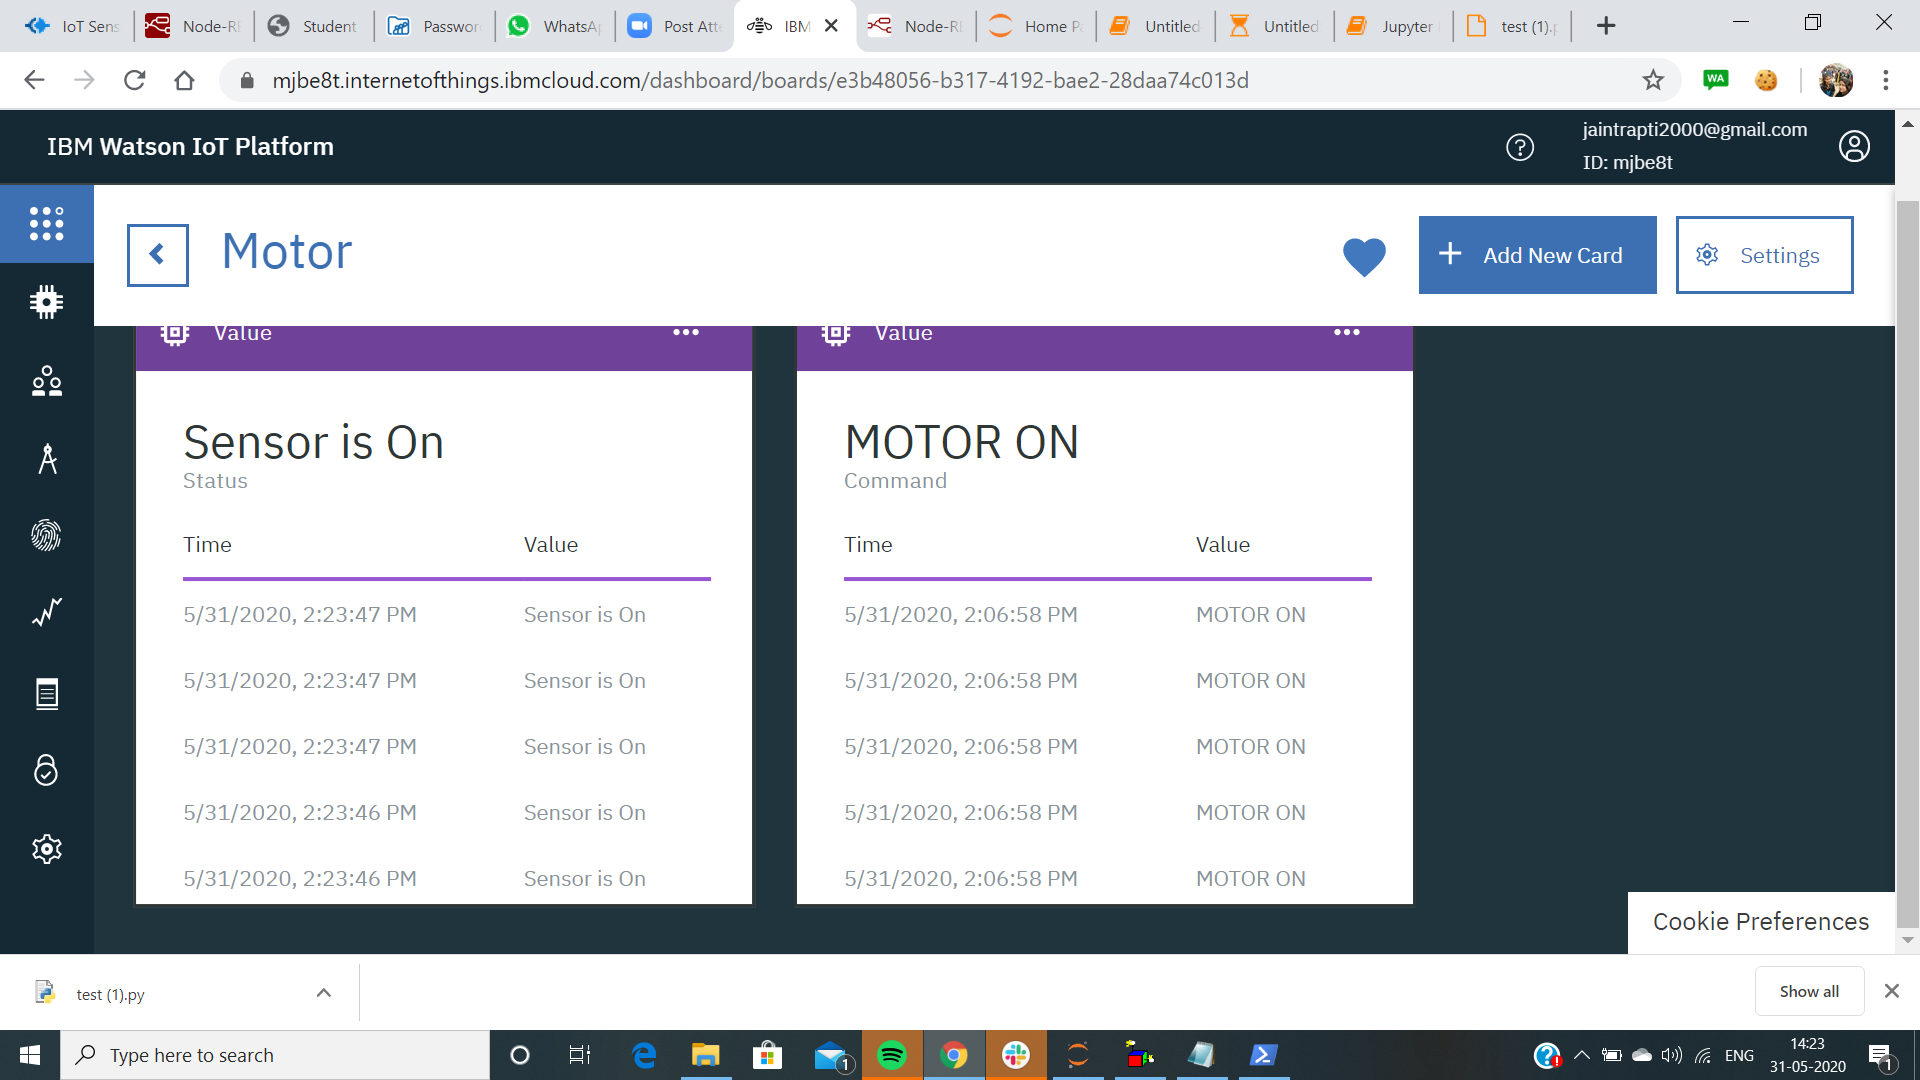 IoT Sens
Node-RE
Student
Passwor
WhatsA
Post Atte
IBM
Node-RE
Home Pa
Untitled
Untitled
Jupyter
test (1).p
mjbe8t.internetofthings.ibmcloud.com/dashboard/boards/e3b48056-b317-4192-bae2-28daa74c013d
WA
IBM Watson IoT Platform
jaintrapti2000@gmail.com
ID: mjbe8t
Motor
Add New Card
Settings
Value
Value
Sensor is On
Status
Time Value
5/31/2020, 2:23:47 PM Sensor is On
5/31/2020, 2:23:47 PM Sensor is On
5/31/2020, 2:23:47 PM Sensor is On
5/31/2020, 2:23:46 PM Sensor is On
5/31/2020, 2:23:46 PM Sensor is On
MOTOR ON
Command
Time Value
5/31/2020, 2:06:58 PM MOTOR ON
5/31/2020, 2:06:58 PM MOTOR ON
5/31/2020, 2:06:58 PM MOTOR ON
5/31/2020, 2:06:58 PM MOTOR ON
5/31/2020, 2:06:58 PM MOTOR ON
Cookie Preferences
test (1).py
Show all
Type here to search
1
ENG
14:23
31-05-2020
1